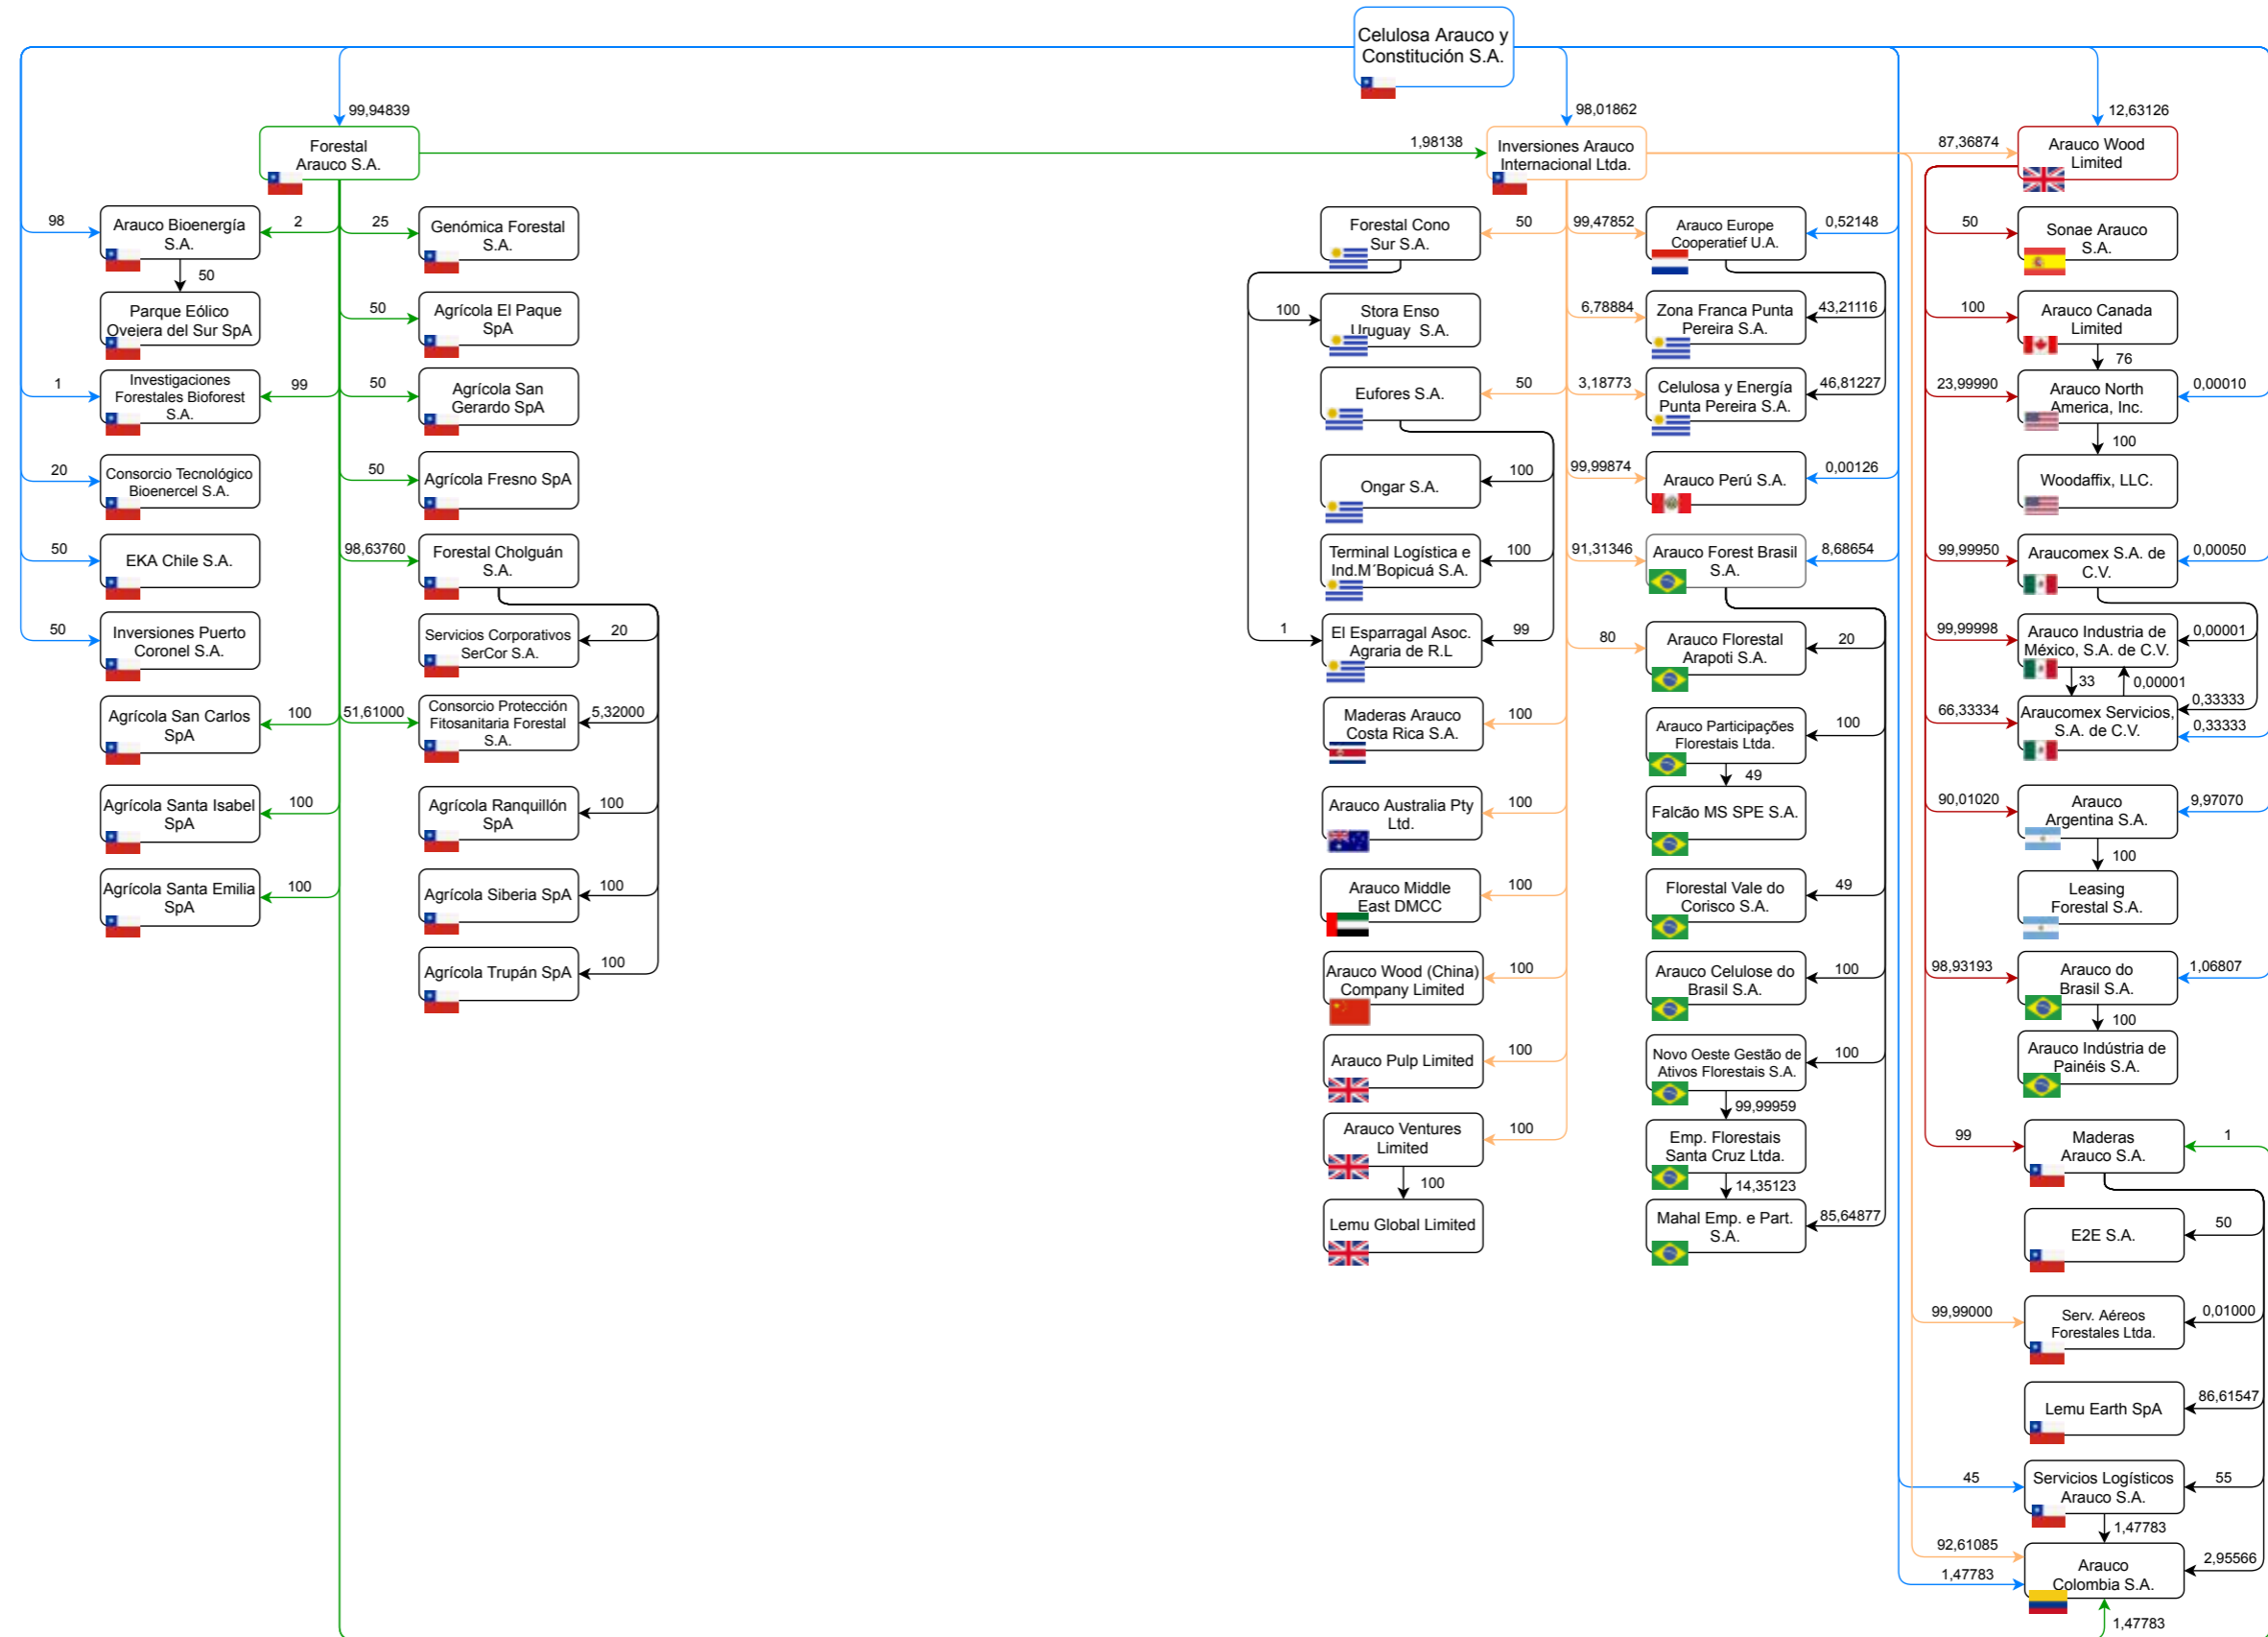 Celulosa Arauco y
Constitución S.A.
99,94839
98,01862
12,63126
Forestal
Arauco S.A.
1,98138
Inversiones Arauco
Internacional Ltda.
87,36874
Arauco Wood
Limited
98
Arauco Bioenergía
S.A.
2
50
Parque Eólico
Ovejera del Sur SpA
1
Investigaciones
Forestales Bioforest
S.A.
99
20
Consorcio Tecnológico
Bioenercel S.A.
50
EKA Chile S.A.
50
Inversiones Puerto
Coronel S.A.
Agrícola San Carlos
SpA
100
Agrícola Santa Isabel
SpA
100
Agrícola Santa Emilia
SpA
100
25
Genómica Forestal
S.A.
50
Agrícola El Paque
SpA
50
Agrícola San
Gerardo SpA
50
Agrícola Fresno SpA
98,63760
Forestal Cholguán
S.A.
Servicios Corporativos
SerCor S.A.
20
51,61000
Consorcio Protección
Fitosanitaria Forestal
S.A.
5,32000
Agrícola Ranquillón
SpA
100
Agrícola Siberia SpA
100
Agrícola Trupán SpA
100
Forestal Cono
Sur S.A.
50
100
Stora Enso
Uruguay S.A.
Eufores S.A.
50
Ongar S.A.
100
Terminal Logística e
Ind.M´Bopicuá S.A.
100
1
El Esparragal Asoc.
Agraria de R.L
99
Maderas Arauco
Costa Rica S.A.
100
Arauco Australia Pty
Ltd.
100
Arauco Middle
East DMCC
100
Arauco Wood (China)
Company Limited
100
Arauco Pulp Limited
100
Arauco Ventures
Limited
100
100
Lemu Global Limited
99,47852
Arauco Europe
Cooperatief U.A.
0,52148
6,78884
Zona Franca Punta
Pereira S.A.
43,21116
3,18773
Celulosa y Energía
Punta Pereira S.A.
46,81227
99,99874
Arauco Perú S.A.
0,00126
91,31346
Arauco Forest Brasil
S.A.
8,68654
80
Arauco Florestal
Arapoti S.A.
20
Arauco Participações
Florestais Ltda.
100
49
Falcão MS SPE S.A.
Florestal Vale do
Corisco S.A.
49
Arauco Celulose do
Brasil S.A.
100
Novo Oeste Gestão de
Ativos Florestais S.A.
100
99,99959
Emp. Florestais
Santa Cruz Ltda.
14,35123
Mahal Emp. e Part.
S.A.
85,64877
50
Sonae Arauco
S.A.
100
Arauco Canada
Limited
76
23,99990
Arauco North
America, Inc.
0,00010
100
Woodaffix, LLC.
99,99950
Araucomex S.A. de
C.V.
0,00050
99,99998
Arauco Industria de
México, S.A. de C.V.
0,00001
33
0,00001
0,33333
66,33334
Araucomex Servicios,
S.A. de C.V.
0,33333
90,01020
Arauco
Argentina S.A.
9,97070
100
Leasing
Forestal S.A.
98,93193
Arauco do
Brasil S.A.
1,06807
100
Arauco Indústria de
Painéis S.A.
99
Maderas
Arauco S.A.
1
E2E S.A.
50
99,99000
Serv. Aéreos
Forestales Ltda.
0,01000
Lemu Earth SpA
86,61547
45
Servicios Logísticos
Arauco S.A.
55
1,47783
92,61085
Arauco
Colombia S.A.
2,95566
1,47783
1,47783